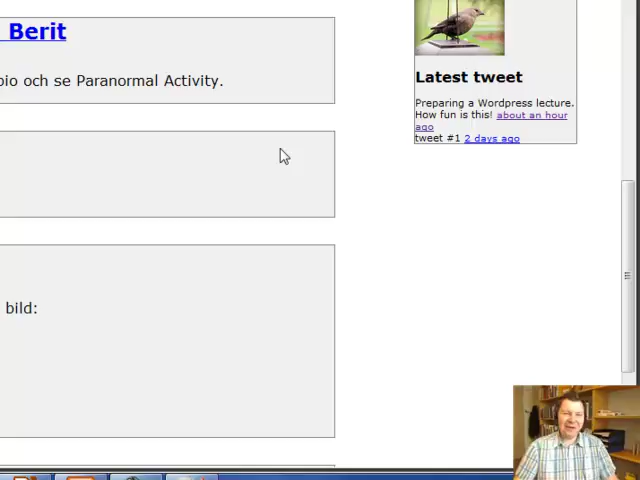 Berit
bio och se Paranormal Activity.
bild:
Latest tweet
Preparing a Wordpress lecture.
How fun is this! about an hour
ago
tweet #1 2 days ago